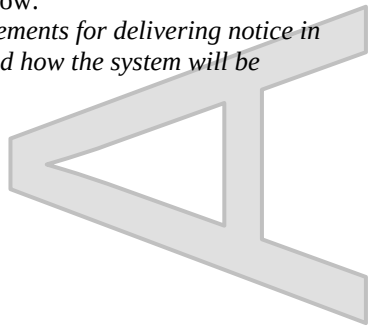 ow:
ements for delivering notice in
d how the system will be
A